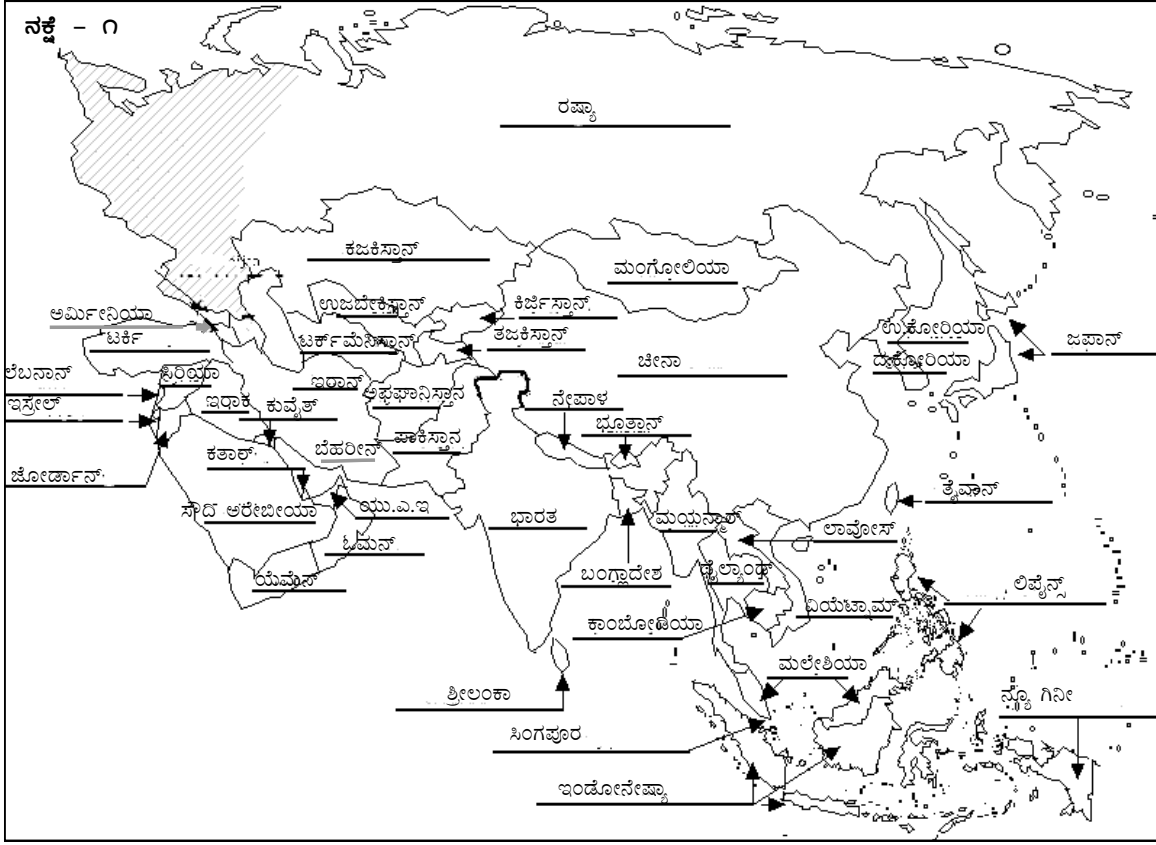 ನಕ್ಷೆ - ೧
ರಷ್ಯಾ
ಕಜಕಿಸ್ತಾನ್
ಮಂಗೋಲಿಯಾ
ಉಜಬೇಕಿಸ್ತಾನ್
ಕಿರ್ಜಿಸ್ತಾನ್
ಅರ್ಮೀನಿಯಾ
ಟರ್ಕಿ
ಟರ್ಕ್‌ಮೆನಿಸ್ತಾನ್
ತಜಕಿಸ್ತಾನ್
ಉ.ಕೋರಿಯಾ
ಜಪಾನ್
ದ.ಕೋರಿಯಾ
ಚೀನಾ
ಲೆಬನಾನ್
ಸಿರಿಯಾ
ಇರಾನ್
ಅಫಘಾನಿಸ್ತಾನ
ನೇಪಾಳ
ಇಸ್ರೇಲ್
ಇರಾಕ
ಕುವೈತ್
ಭೂತಾನ್
ಬೆಹರೀನ್
ಪಾಕಿಸ್ತಾನ
ಕತಾರ್
ಜೋರ್ಡಾನ್
ತೈವಾನ್
ಸೌದಿ ಅರೇಬೀಯಾ
ಯು.ಎ.ಇ
ಭಾರತ
ಮಯನ್ಮಾರ್
ಲಾವೋಸ್
ಓಮನ್
ಯೆಮೆನ್
ಬಂಗ್ಲಾದೇಶ
ಥೈಲ್ಯಾಂಡ್
ಲಿಪೈನ್ಸ್
ಕಾಂಬೋಡಿಯಾ
ವಿಯೆಟ್ನಾಮ್
ಮಲೇಶಿಯಾ
ಶ್ರೀಲಂಕಾ
ನ್ಯೂ ಗಿನೀ
ಸಿಂಗಪೂರ
ಇಂಡೋನೇಷ್ಯಾ